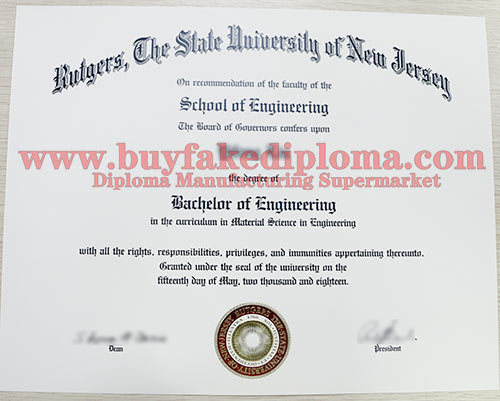 Rutgers, The State University of New Jersey
On recommendation of the faculty of the
School of Engineering
The Board of Governors confers upon
www.buyfakediploma.com
the degree of
Diploma Manufacturing Supermarket
Bachelor of Engineering
in the curriculum in Material Science in Engineering
with all the rights, responsibilities, privileges, and immunities appertaining thereunto.
Granted under the seal of the university on the
fifteenth day of May, two thousand and eighteen.
Dean
President